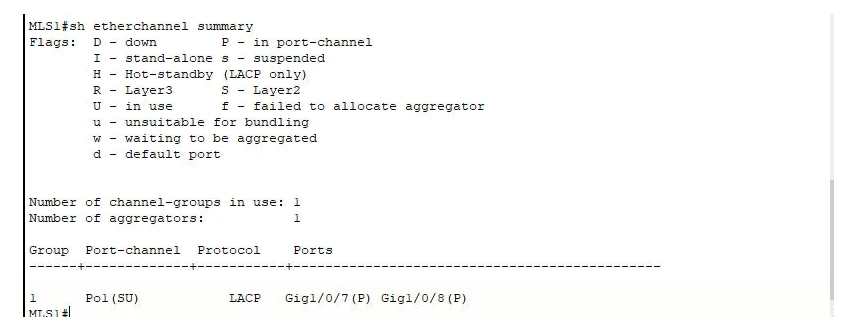 MLS1#sh etherchannel summary
Flags:  D - down        P - in port-channel
        I - stand-alone s - suspended
        H - Hot-standby (LACP only)
        R - Layer3      S - Layer2
        U - in use      f - failed to allocate aggregator
        u - unsuitable for bundling
        w - waiting to be aggregated
        d - default port
Number of channel-groups in use: 1
Number of aggregators:           1
Group  Port-channel  Protocol    Ports
------+-------------+-----------+----------------------------------------------
1      Po1(SU)           LACP   Gig1/0/7(P) Gig1/0/8(P)
MLS1#